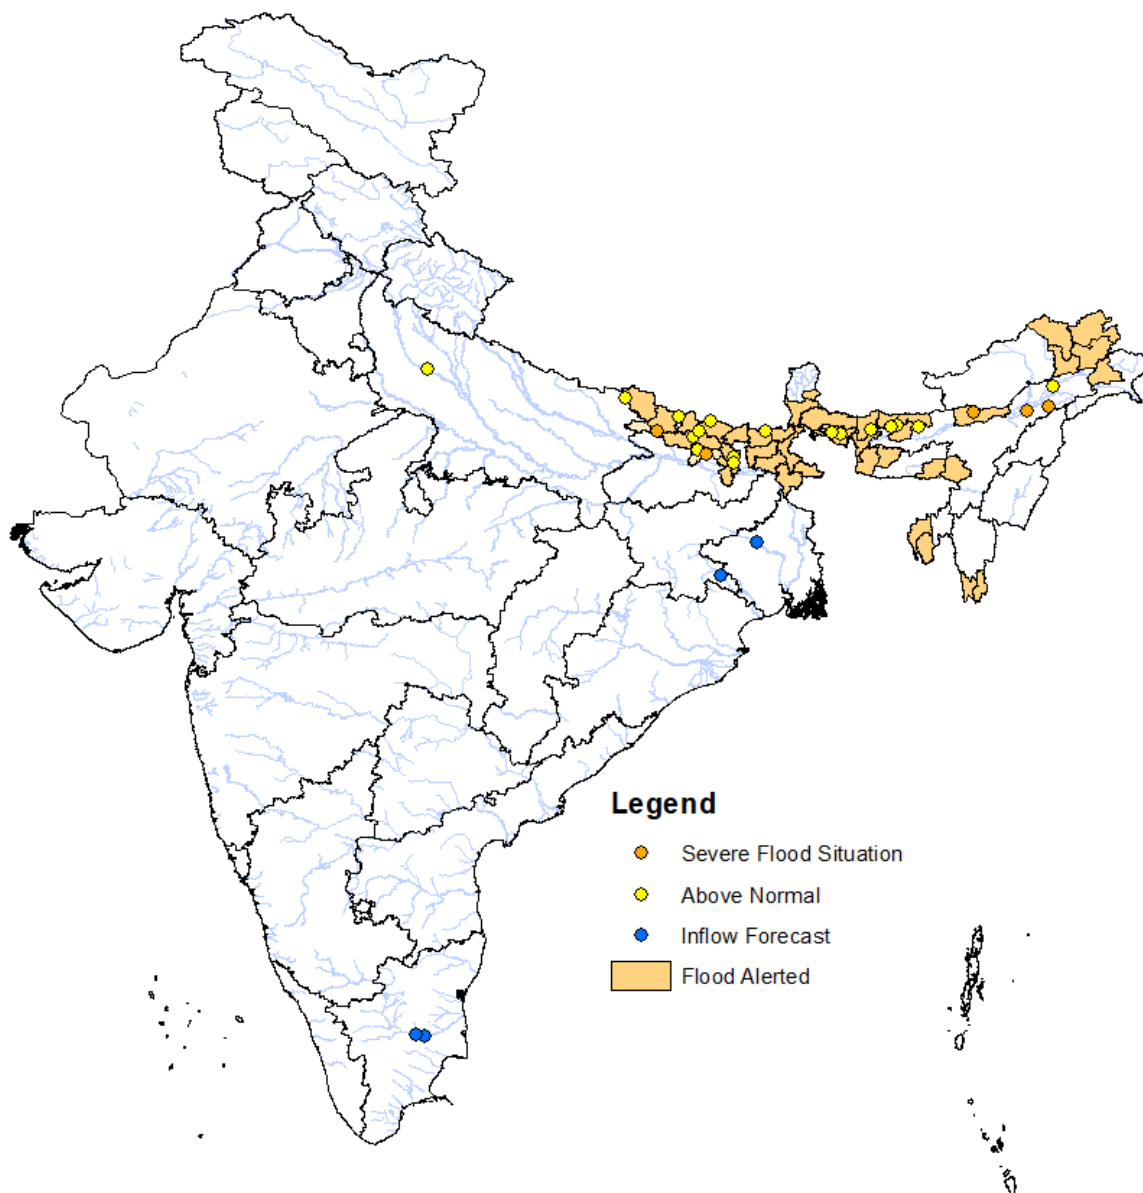 Legend
Severe Flood Situation
Above Normal
Inflow Forecast
Flood Alerted